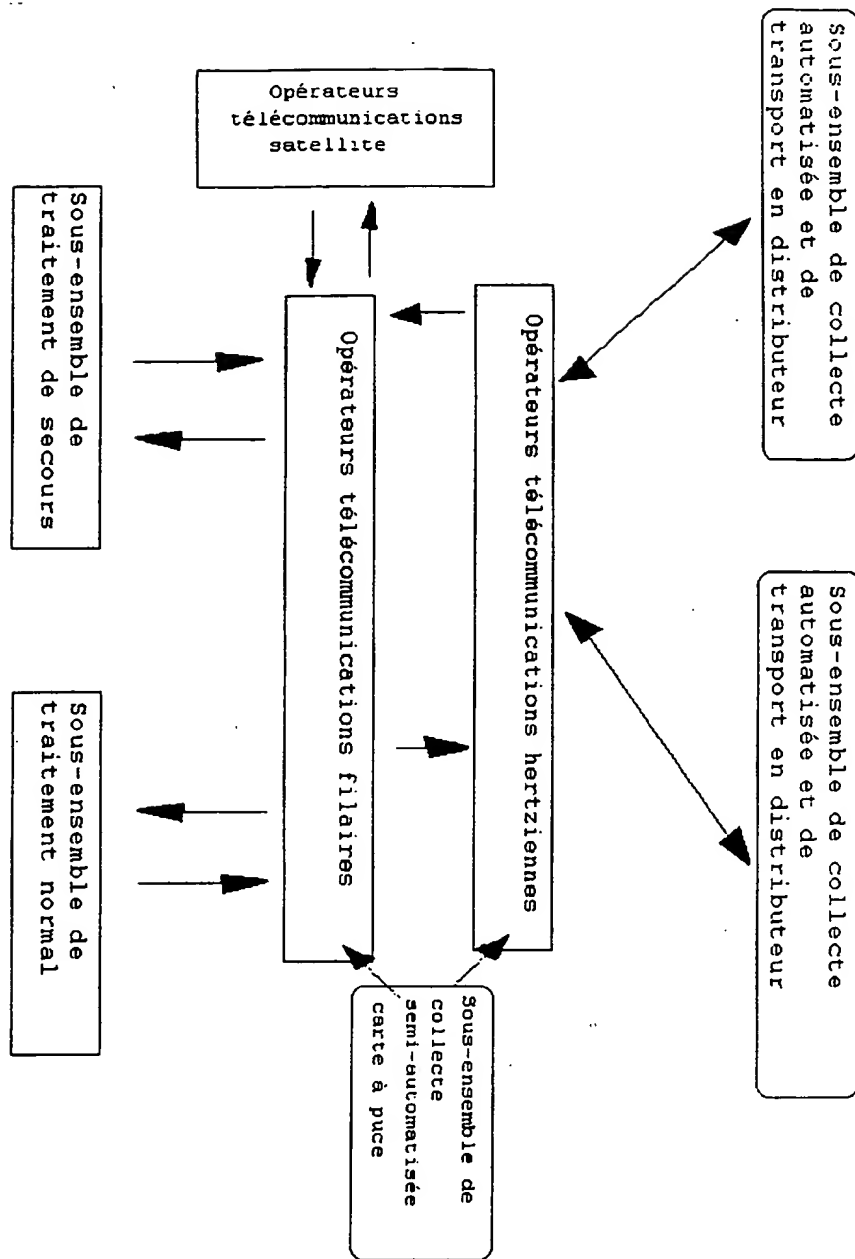 Sous-ensemble de collecte
automatisée et de
transport en distributeur
Sous-ensemble de collecte
automatisée et de
transport en distributeur
Opérateurs
télécommunications
satellite
Opérateurs télécommunications hertziennes
Opérateurs télécommunications filaires
Sous-ensemble de
collecte
semi-automatisée
carte à puce
Sous-ensemble de
traitement de secours
Sous-ensemble de
traitement normal